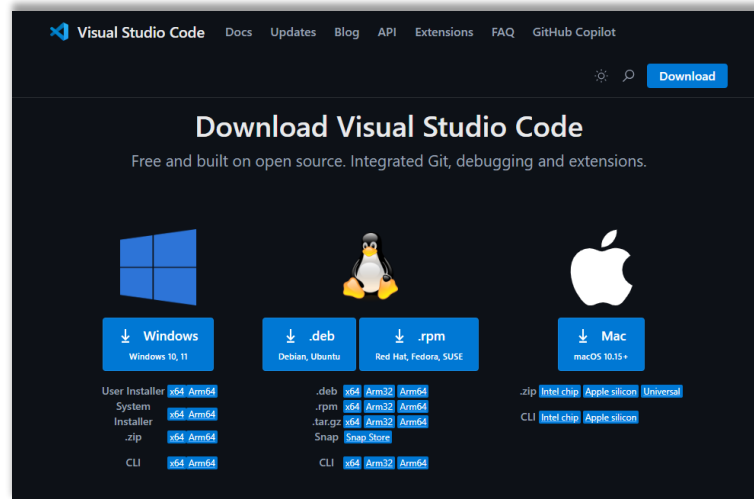 Visual Studio Code Docs Updates Blog API Extensions FAQ GitHub Copilot
Download
Download Visual Studio Code
Free and built on open source. Integrated Git, debugging and extensions.
Windows
Windows 10, 11
User Installer x64 Arm64
System Installer x64 Arm64
.zip x64 Arm64
CLI x64 Arm64
.deb
Debian, Ubuntu
.rpm
Red Hat, Fedora, SUSE
.deb x64 Arm32 Arm64
.rpm x64 Arm32 Arm64
.tar.gz x64 Arm32 Arm64
Snap Snap Store
CLI x64 Arm32 Arm64
Mac
macOS 10.15+
.zip Intel chip Apple silicon Universal
CLI Intel chip Apple silicon